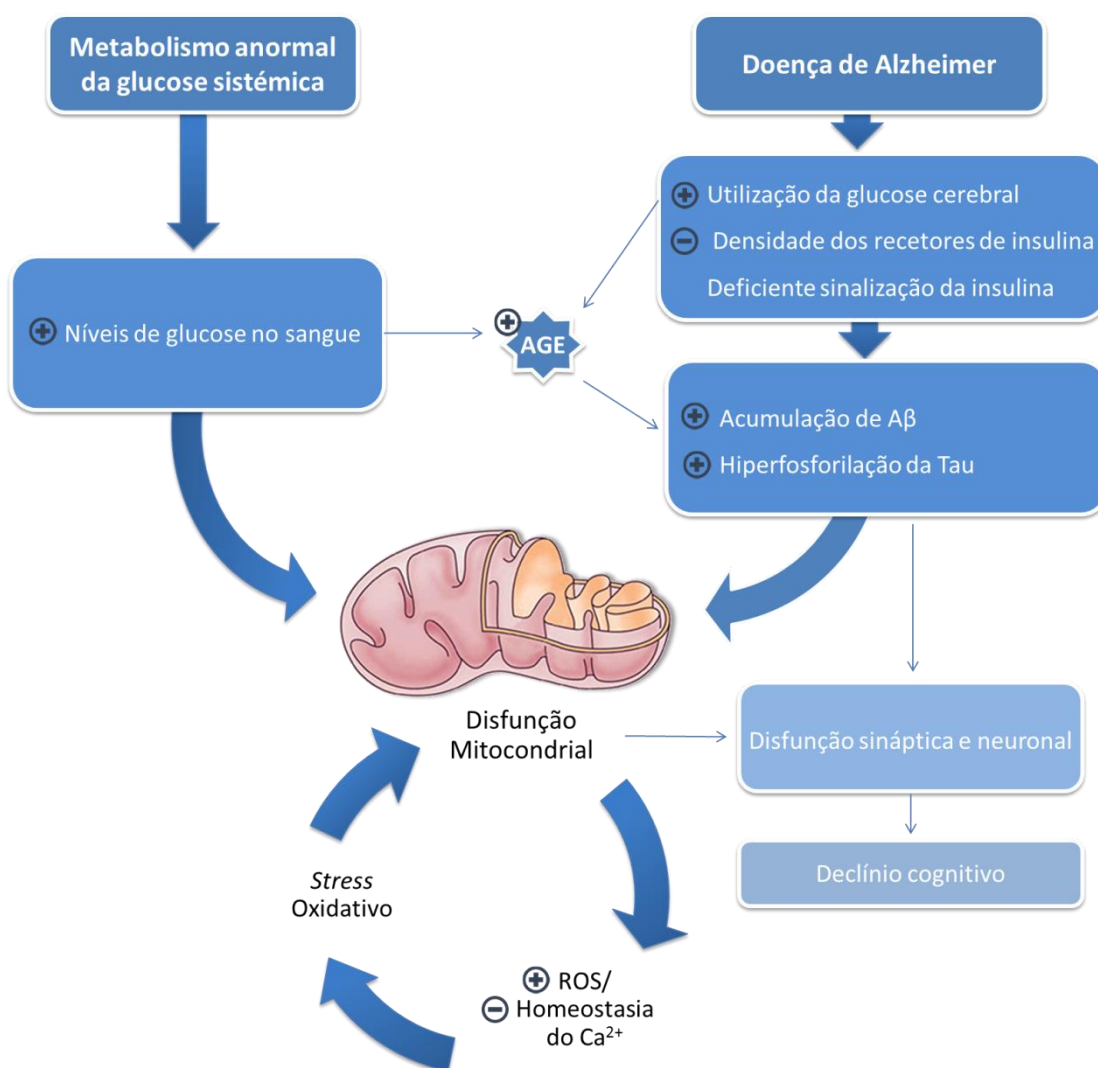 Metabolismo anormal
da glucose sistémica
Doença de Alzheimer
+ Utilização da glucose cerebral
− Densidade dos recetores de insulina
Deficiente sinalização da insulina
+ Níveis de glucose no sangue
+
AGE
+ Acumulação de Aβ
+ Hiperfosforilação da Tau
Disfunção
Mitocondrial
Disfunção sináptica e neuronal
Declínio cognitivo
Stress
Oxidativo
+ ROS/
− Homeostasia
do Ca²⁺